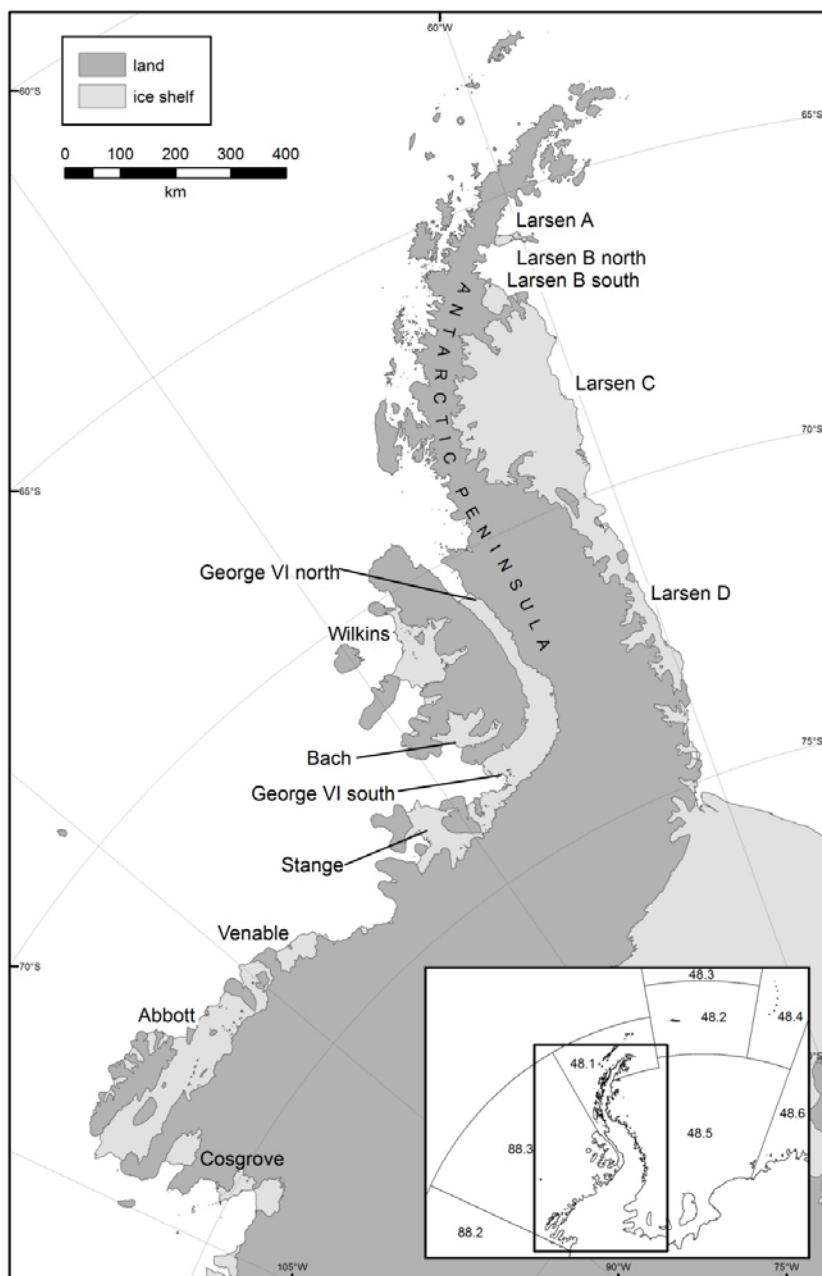 60°W
60°S
land
ice shelf
65°S
0 100 200 300 400
km
Larsen A
Larsen B north
Larsen B south
ANTARCTIC PENINSULA
Larsen C
70°S
65°S
George VI north
Larsen D
Wilkins
Bach
75°S
George VI south
Stange
Venable
70°S
Abbott
48.3
48.2
48.4
48.1
48.6
88.3
48.5
Cosgrove
88.2
105°W
90°W
75°W